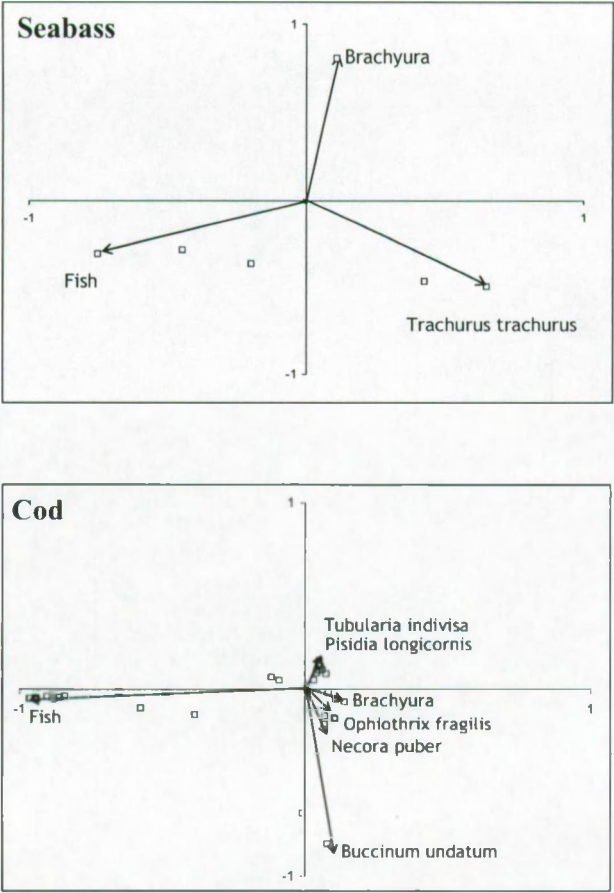 Seabass
1
Brachyura
-1
1
Fish
Trachurus trachurus
-1
Cod
1
Tubularia indivisa
Pisidia longicornis
-1
1
Brachyura
Fish
Ophiothrix fragilis
Necora puber
Buccinum undatum
-1